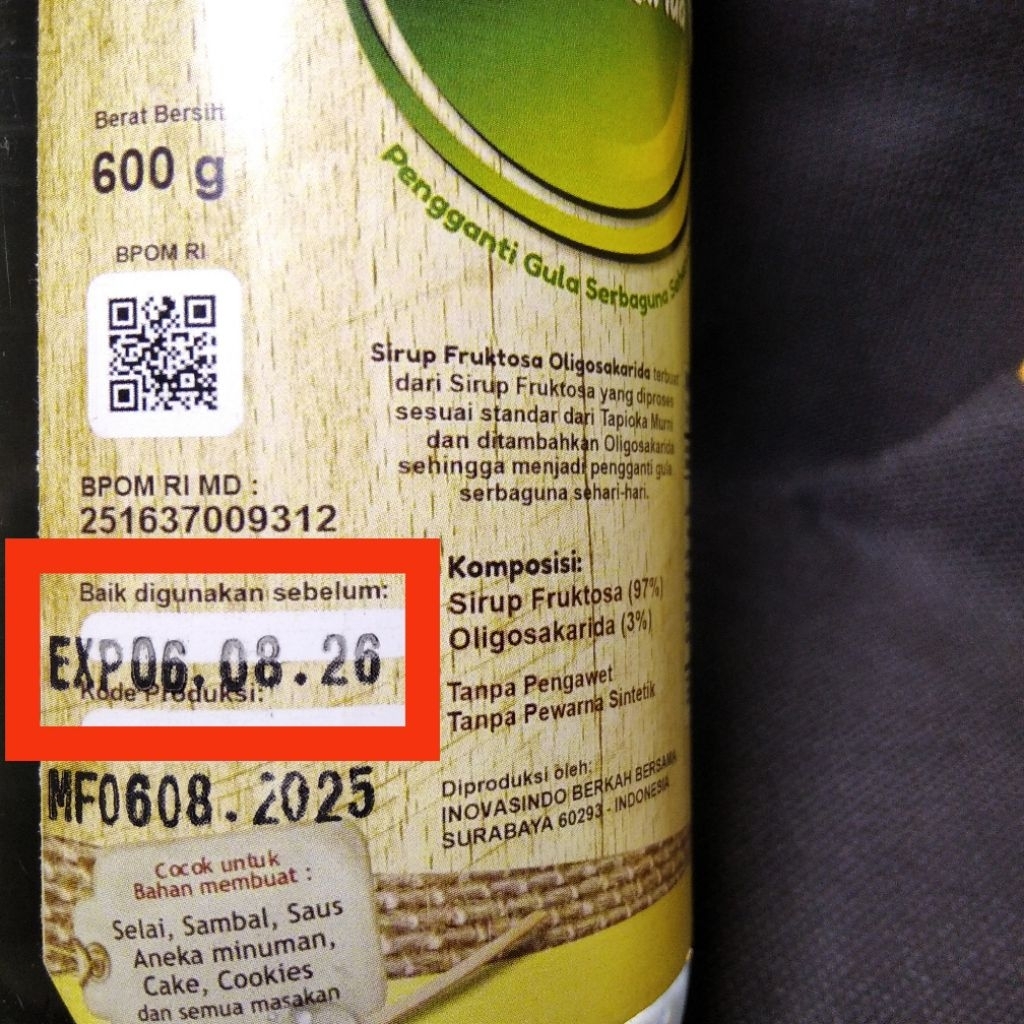 Berat Bersih
600 g
BPOM RI
Pengganti Gula Serbaguna
Sirup Fruktosa Oligosakarida terbuat
dari Sirup Fruktosa yang diproses
sesuai standar dari Tapioka Murni
dan ditambahkan Oligosakarida
sehingga menjadi pengganti gula
serbaguna sehari-hari.
BPOM RI MD :
251637009312
Baik digunakan sebelum:
EXP06.08.26
Kode Produksi:
MF0608.2025
Komposisi:
Sirup Fruktosa (97%)
Oligosakarida (3%)
Tanpa Pengawet
Tanpa Pewarna Sintetik
Diproduksi oleh:
INOVASINDO BERKAH BERSAMA
SURABAYA 60293 - INDONESIA
Cocok untuk
Bahan membuat :
Selai, Sambal, Saus
Aneka minuman,
Cake, Cookies
dan semua masakan